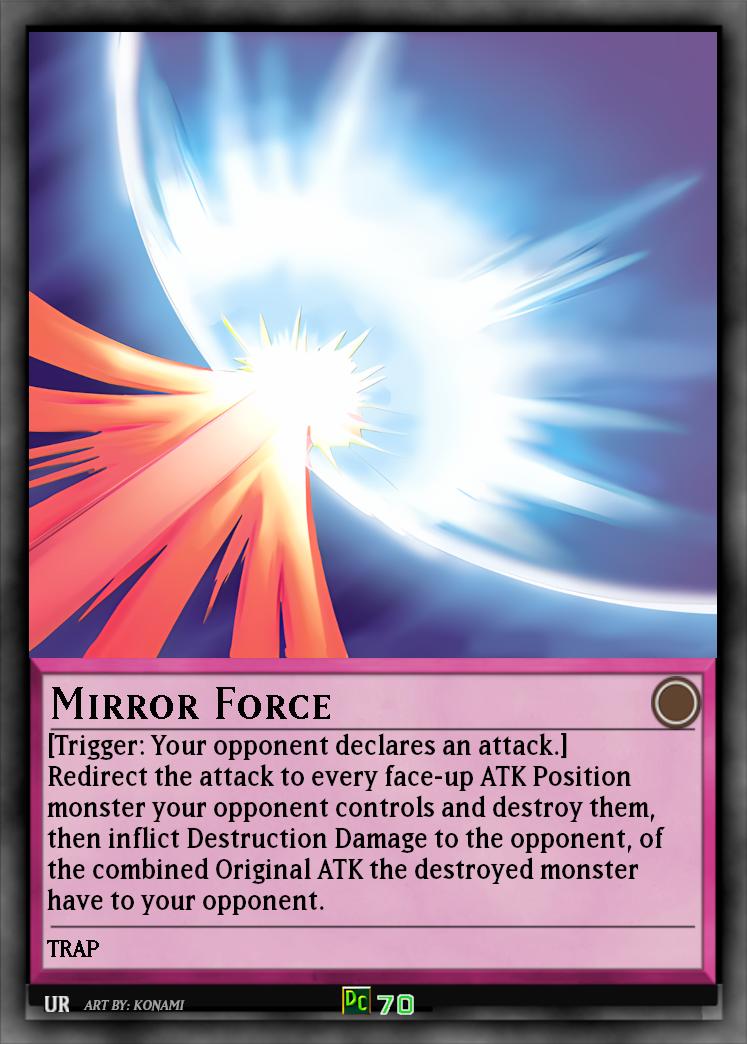 MIRROR FORCE
[Trigger: Your opponent declares an attack.]
Redirect the attack to every face-up ATK Position
monster your opponent controls and destroy them,
then inflict Destruction Damage to the opponent, of
the combined Original ATK the destroyed monster
have to your opponent.
TRAP
UR ART BY: KONAMI DC 70